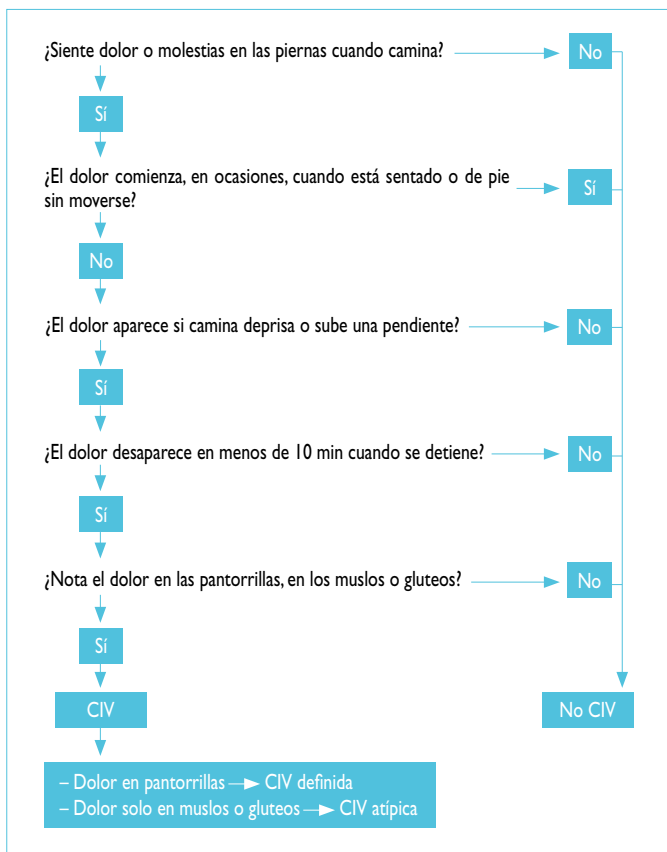 ¿Siente dolor o molestias en las piernas cuando camina?
No
Sí
¿El dolor comienza, en ocasiones, cuando está sentado o de pie
sin moverse?
Sí
No
¿El dolor aparece si camina deprisa o sube una pendiente?
No
Sí
¿El dolor desaparece en menos de 10 min cuando se detiene?
No
Sí
¿Nota el dolor en las pantorrillas, en los muslos o gluteos?
No
Sí
CIV
No CIV
– Dolor en pantorrillas → CIV definida
– Dolor solo en muslos o gluteos → CIV atípica